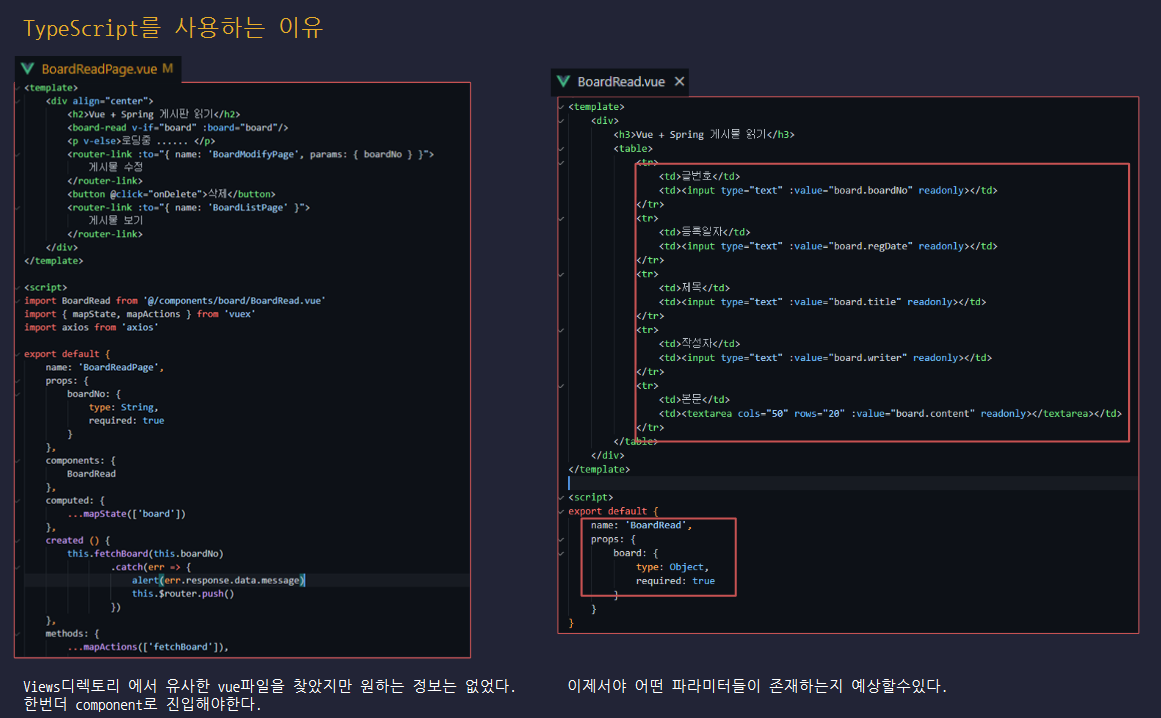 TypeScript를 사용하는 이유
BoardReadPage.vue M
<template>
<div align="center">
<h2>Vue + Spring 게시판 읽기</h2>
<board-read v-if="board" :board="board"/>
<p v-else>로딩중 ...... </p>
<router-link :to="{ name: 'BoardModifyPage', params: { boardNo } }">
게시물 수정
</router-link>
<button @click="onDelete">삭제</button>
<router-link :to="{ name: 'BoardListPage' }">
게시물 보기
</router-link>
</div>
</template>
<script>
import BoardRead from '@/components/board/BoardRead.vue'
import { mapState, mapActions } from 'vuex'
import axios from 'axios'
export default {
name: 'BoardReadPage',
props: {
boardNo: {
type: String,
required: true
}
},
components: {
BoardRead
},
computed: {
...mapState(['board'])
},
created () {
this.fetchBoard(this.boardNo)
.catch(err => {
alert(err.response.data.message)
this.$router.push()
})
},
methods: {
...mapActions(['fetchBoard']),
Views디렉토리 에서 유사한 vue파일을 찾았지만 원하는 정보는 없었다.
한번더 component로 진입해야한다.
BoardRead.vue ✕
<template>
<div>
<h3>Vue + Spring 게시물 읽기</h3>
<table>
<tr>
<td>글번호</td>
<td><input type="text" :value="board.boardNo" readonly></td>
</tr>
<tr>
<td>등록일자</td>
<td><input type="text" :value="board.regDate" readonly></td>
</tr>
<tr>
<td>제목</td>
<td><input type="text" :value="board.title" readonly></td>
</tr>
<tr>
<td>작성자</td>
<td><input type="text" :value="board.writer" readonly></td>
</tr>
<tr>
<td>본문</td>
<td><textarea cols="50" rows="20" :value="board.content" readonly></textarea></td>
</tr>
</table>
</div>
</template>
<script>
export default {
name: 'BoardRead',
props: {
board: {
type: Object,
required: true
}
}
}
이제서야 어떤 파라미터들이 존재하는지 예상할수있다.